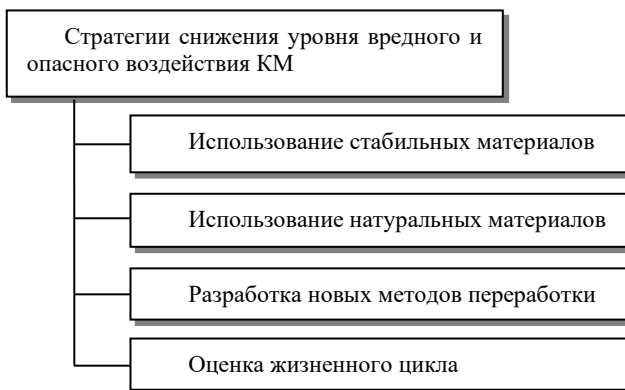 Стратегии снижения уровня вредного и
опасного воздействия КМ
Использование стабильных материалов
Использование натуральных материалов
Разработка новых методов переработки
Оценка жизненного цикла